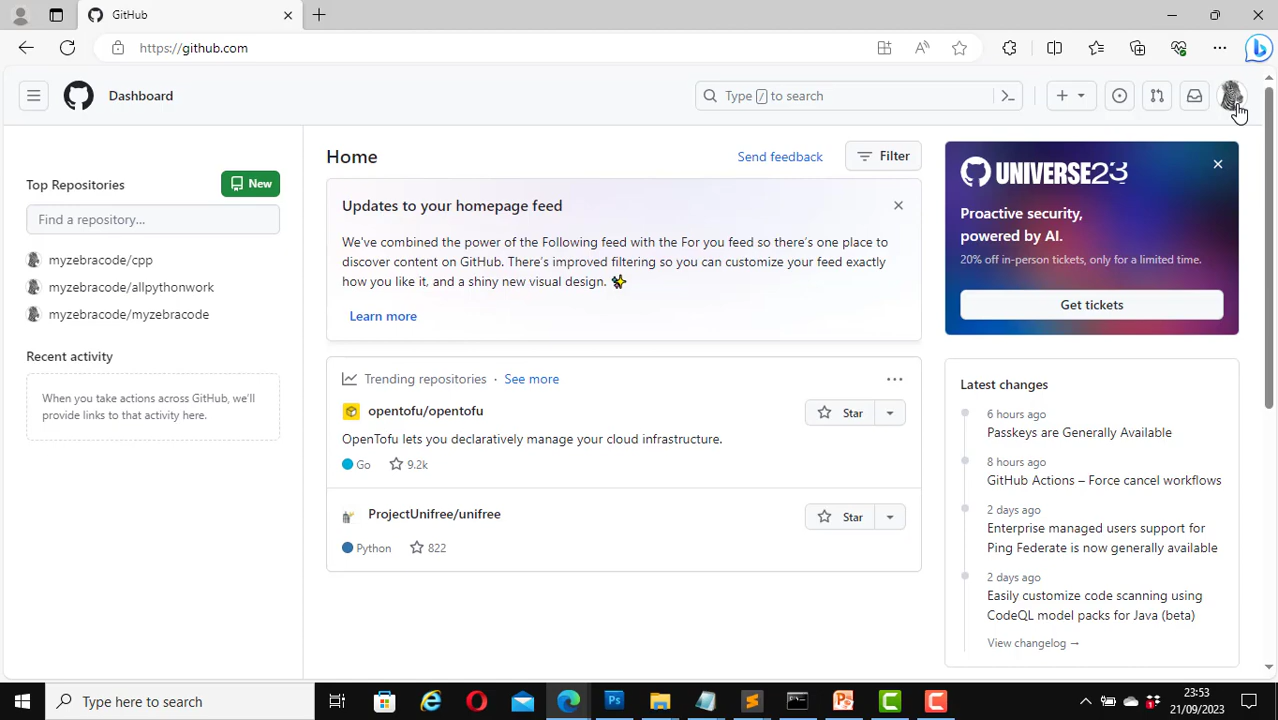 GitHub
https://github.com
Dashboard
Type / to search
Home
Send feedback
Filter
Top Repositories
New
Find a repository...
myzebracode/cpp
myzebracode/allpythonwork
myzebracode/myzebracode
Recent activity
When you take actions across GitHub, we'll
provide links to that activity here.
Updates to your homepage feed
We've combined the power of the Following feed with the For you feed so there's one place to
discover content on GitHub. There's improved filtering so you can customize your feed exactly
how you like it, and a shiny new visual design.
Learn more
Trending repositories · See more
opentofu/opentofu
Star
OpenTofu lets you declaratively manage your cloud infrastructure.
Go 9.2k
ProjectUnifree/unifree
Star
Python 822
UNIVERSE23
Proactive security,
powered by AI.
20% off in-person tickets, only for a limited time.
Get tickets
Latest changes
6 hours ago
Passkeys are Generally Available
8 hours ago
GitHub Actions – Force cancel workflows
2 days ago
Enterprise managed users support for
Ping Federate is now generally available
2 days ago
Easily customize code scanning using
CodeQL model packs for Java (beta)
View changelog →
Type here to search
23:53
21/09/2023